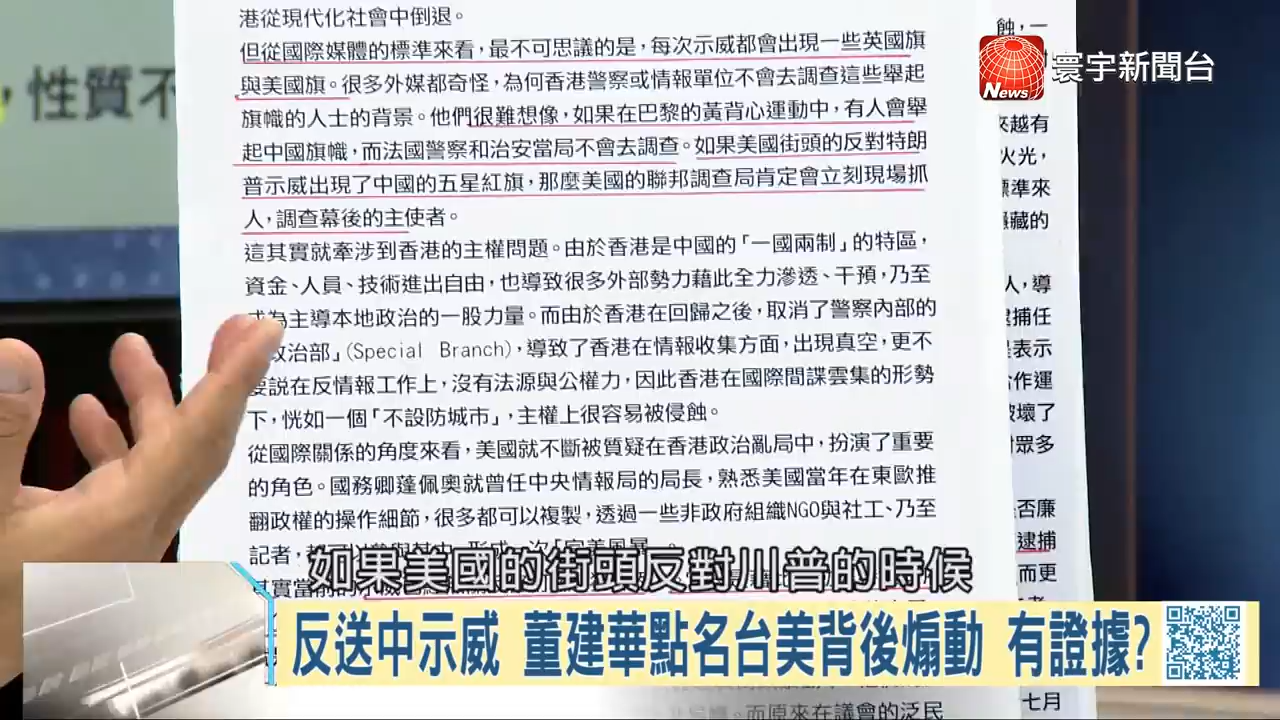 港從現代化社會中倒退。
但從國際媒體的標準來看，最不可思議的是，每次示威都會出現一些英國旗
與美國旗。很多外媒都奇怪，為何香港警察或情報單位不會去調查這些舉起
旗幟的人士的背景。他們很難想像，如果在巴黎的黃背心運動中，有人會舉
起中國旗幟，而法國警察和治安當局不會去調查。如果美國街頭的反對特朗
普示威出現了中國的五星紅旗，那麼美國的聯邦調查局肯定會立刻現場抓
人，調查幕後的主使者。
這其實就牽涉到香港的主權問題。由於香港是中國的「一國兩制」的特區，
資金、人員、技術進出自由，也導致很多外部勢力藉此全力滲透、干預，乃至
成為主導本地政治的一股力量。而由於香港在回歸之後，取消了警察內部的
政治部」（Special Branch），導致了香港在情報收集方面，出現真空，更不
要説在反情報工作上，沒有法源與公權力，因此香港在國際間諜雲集的形勢
下，恍如一個「不設防城市」，主權上很容易被侵蝕。
從國際關係的角度來看，美國就不斷被質疑在香港政治亂局中，扮演了重要
的角色。國務卿蓬佩奧就曾任中央情報局的局長，熟悉美國當年在東歐推
翻政權的操作細節，很多都可以複製，透過一些非政府組織NGO與社工、乃至
記者，
而原來在議會的泛民
，性質不
蝕，一
來越有
火光，
標準來
隱藏的
人，導
逮捕任
是表示
合作運
破壞了
對眾多
是否廉
逮捕
而更
七月
News
寰宇新聞台
如果美國的街頭反對川普的時候
反送中示威 董建華點名台美背後煽動 有證據?